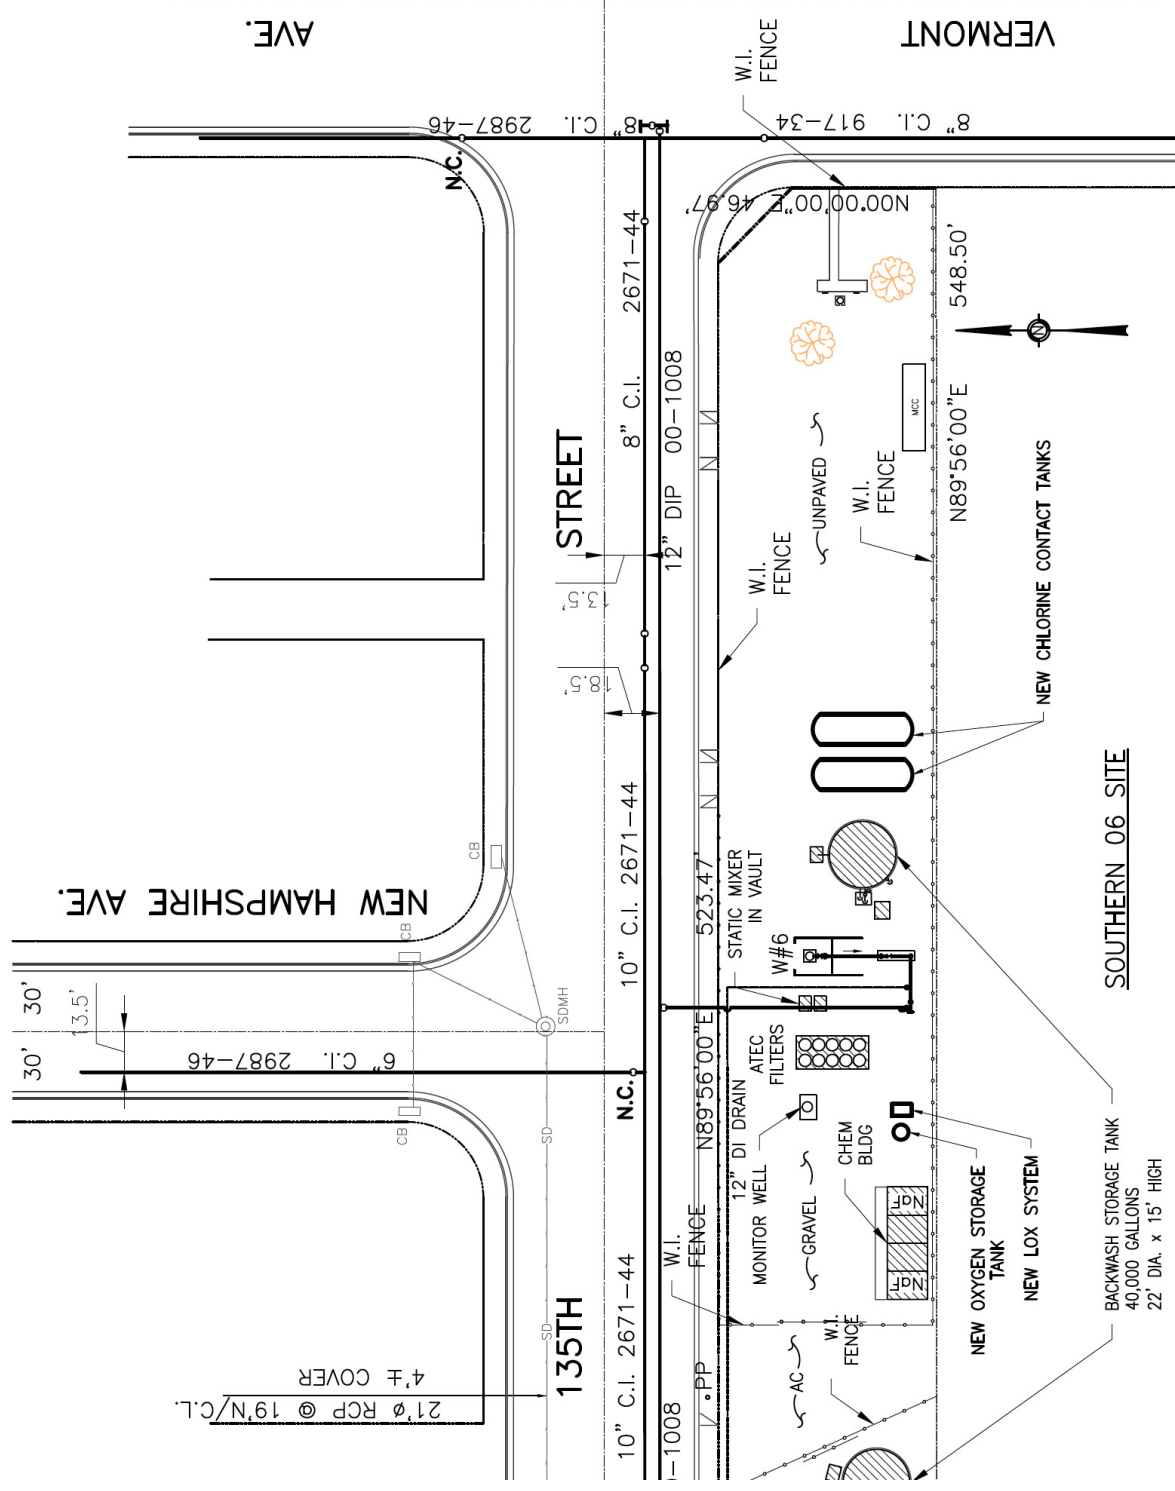 AVE.
VERMONT
W.I.
FENCE
8" C.I. 2987-46
8" C.I. 917-34
N.C.
N00°00'00"E 46.97'
2671-44
8" C.I.
548.50'
N
MCC
00-1008
12" DIP
STREET
UNPAVED
W.I.
FENCE
N89°56'00"E
W.I.
FENCE
13.5'
18.5'
NEW CHLORINE CONTACT TANKS
10" C.I. 2671-44
CB
NEW HAMPSHIRE AVE.
CB
523.47'
STATIC MIXER
IN VAULT
W#6
SOUTHERN 06 SITE
30'
13.5'
30'
SDMH
6" C.I. 2987-46
N.C.
N89°56'00"E
ATEC
FILTERS
12" DI DRAIN
MONITOR WELL
CB
SD
CHEM
BLDG
GRAVEL
NaF
NaF
W.I.
FENCE
NEW OXYGEN STORAGE
TANK
NEW LOX SYSTEM
BACKWASH STORAGE TANK
40,000 GALLONS
22' DIA. x 15' HIGH
SD
135TH
10" C.I. 2671-44
W.I.
FENCE
AC
PP
21'ø RCP @ 19'N/C.L.
4'± COVER
0-1008